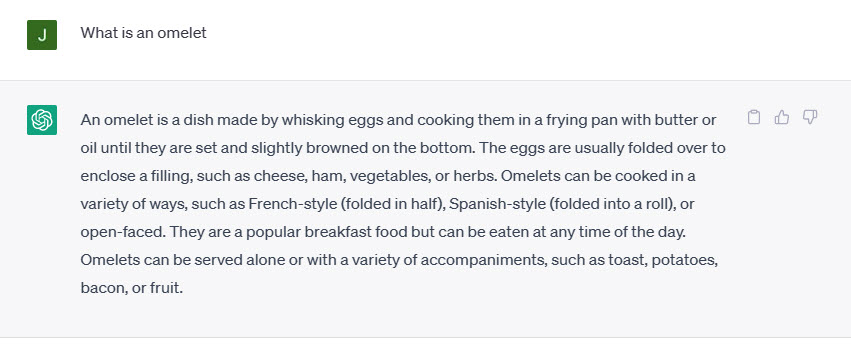 J
What is an omelet
An omelet is a dish made by whisking eggs and cooking them in a frying pan with butter or
oil until they are set and slightly browned on the bottom. The eggs are usually folded over to
enclose a filling, such as cheese, ham, vegetables, or herbs. Omelets can be cooked in a
variety of ways, such as French-style (folded in half), Spanish-style (folded into a roll), or
open-faced. They are a popular breakfast food but can be eaten at any time of the day.
Omelets can be served alone or with a variety of accompaniments, such as toast, potatoes,
bacon, or fruit.